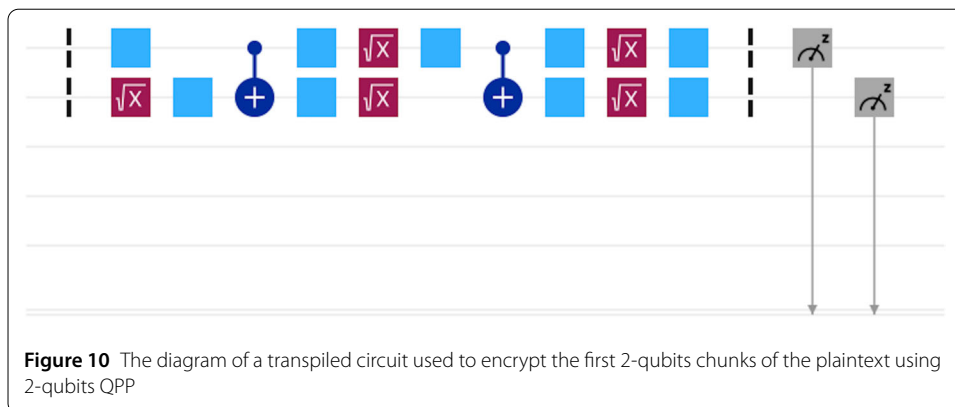 z
√X
z
√X
√X
√X
√X
Figure 10 The diagram of a transpiled circuit used to encrypt the first 2-qubits chunks of the plaintext using
2-qubits QPP